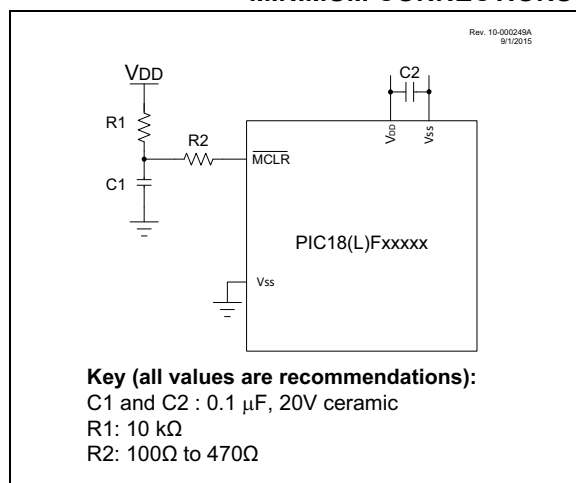 Rev. 10-000249A
9/1/2015
VDD
C2
R1
R2
VDD
Vss
MCLR
C1
PIC18(L)Fxxxxx
Vss
Key (all values are recommendations):
C1 and C2 : 0.1 μF, 20V ceramic
R1: 10 kΩ
R2: 100Ω to 470Ω